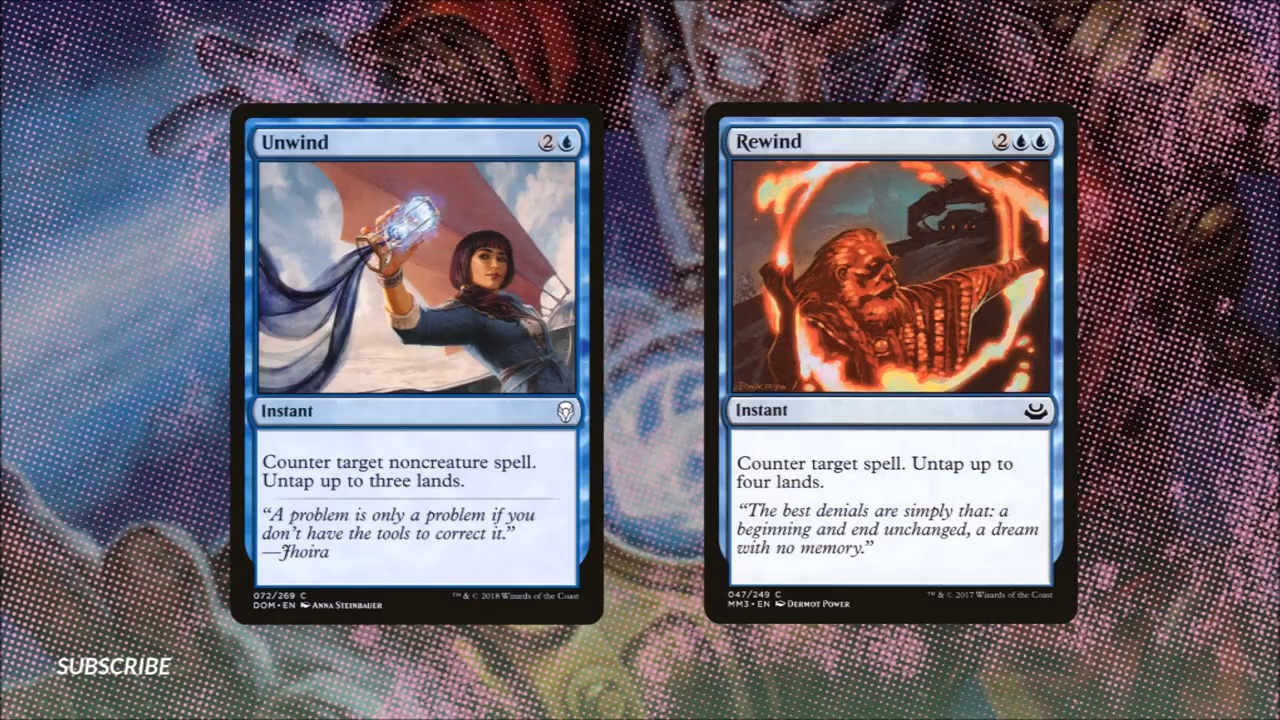 Unwind
2
Instant
Counter target noncreature spell.
Untap up to three lands.
“A problem is only a problem if you
don’t have the tools to correct it.”
—Jhoira
072/269 C
DOM • EN Anna Steinbauer
™ & © 2018 Wizards of the Coast
Rewind
2
Instant
Counter target spell. Untap up to
four lands.
“The best denials are simply that: a
beginning and end unchanged, a dream
with no memory.”
047/249 C
MM3 • EN Dermot Power
™ & © 2017 Wizards of the Coast
SUBSCRIBE